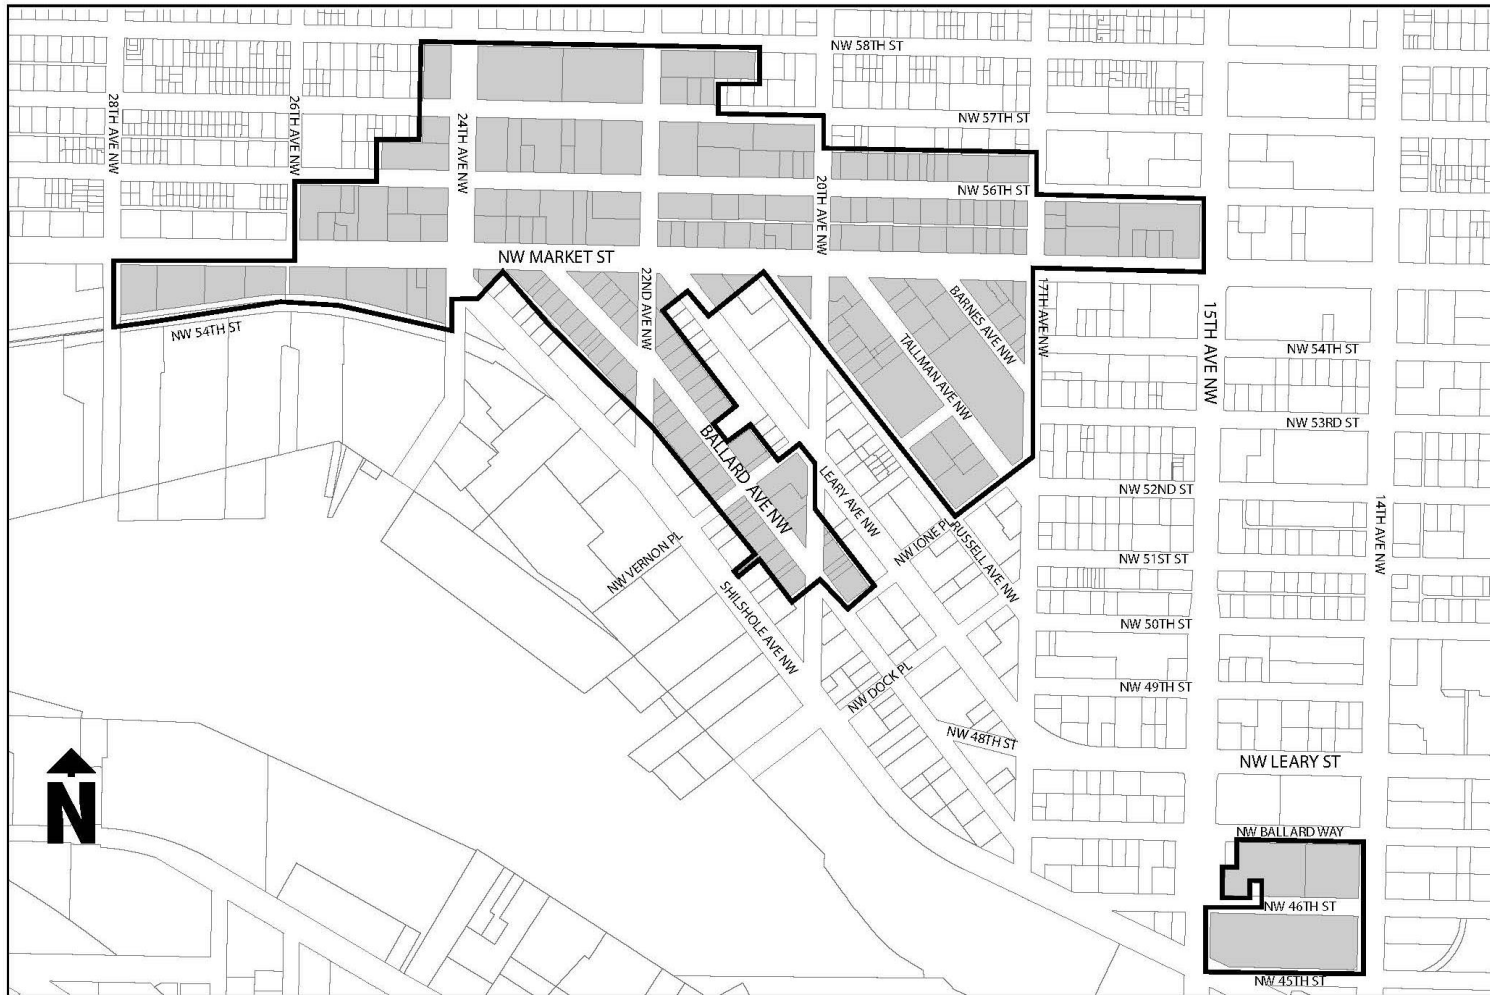 NW 58TH ST
28TH AVE NW
26TH AVE NW
24TH AVE NW
NW 57TH ST
20TH AVE NW
NW 56TH ST
NW MARKET ST
22ND AVE NW
BARNES AVE NW
17TH AVE NW
15TH AVE NW
NW 54TH ST
TALLMAN AVE NW
NW 54TH ST
NW 53RD ST
BALLARD AVE NW
LEARY AVE NW
NW 52ND ST
14TH AVE NW
NW VERNON PL
NW IONE PL
RUSSELL AVE NW
NW 51ST ST
SHILSHOLE AVE NW
NW 50TH ST
NW DOCK PL
NW 49TH ST
NW 48TH ST
NW LEARY ST
N
NW BALLARD WAY
NW 46TH ST
NW 45TH ST